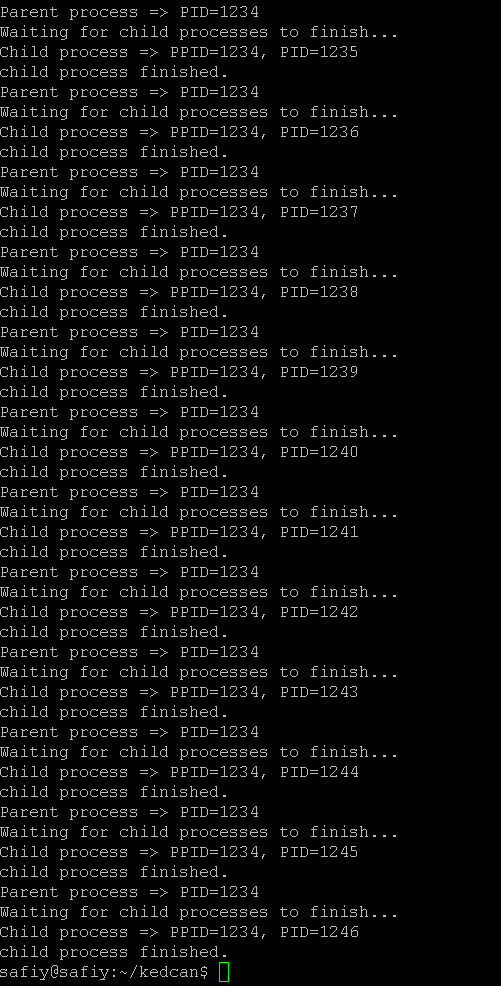 Parent process => PID=1234
Waiting for child processes to finish...
Child process => PPID=1234, PID=1235
child process finished.
Parent process => PID=1234
Waiting for child processes to finish...
Child process => PPID=1234, PID=1236
child process finished.
Parent process => PID=1234
Waiting for child processes to finish...
Child process => PPID=1234, PID=1237
child process finished.
Parent process => PID=1234
Waiting for child processes to finish...
Child process => PPID=1234, PID=1238
child process finished.
Parent process => PID=1234
Waiting for child processes to finish...
Child process => PPID=1234, PID=1239
child process finished.
Parent process => PID=1234
Waiting for child processes to finish...
Child process => PPID=1234, PID=1240
child process finished.
Parent process => PID=1234
Waiting for child processes to finish...
Child process => PPID=1234, PID=1241
child process finished.
Parent process => PID=1234
Waiting for child processes to finish...
Child process => PPID=1234, PID=1242
child process finished.
Parent process => PID=1234
Waiting for child processes to finish...
Child process => PPID=1234, PID=1243
child process finished.
Parent process => PID=1234
Waiting for child processes to finish...
Child process => PPID=1234, PID=1244
child process finished.
Parent process => PID=1234
Waiting for child processes to finish...
Child process => PPID=1234, PID=1245
child process finished.
Parent process => PID=1234
Waiting for child processes to finish...
Child process => PPID=1234, PID=1246
child process finished.
safiy@safiy:~/kedcan$